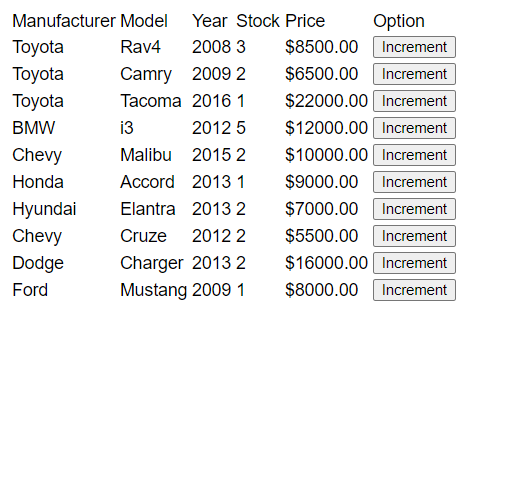 Manufacturer Model Year Stock Price Option
Toyota Rav4 2008 3 $8500.00 Increment
Toyota Camry 2009 2 $6500.00 Increment
Toyota Tacoma 2016 1 $22000.00 Increment
BMW i3 2012 5 $12000.00 Increment
Chevy Malibu 2015 2 $10000.00 Increment
Honda Accord 2013 1 $9000.00 Increment
Hyundai Elantra 2013 2 $7000.00 Increment
Chevy Cruze 2012 2 $5500.00 Increment
Dodge Charger 2013 2 $16000.00 Increment
Ford Mustang 2009 1 $8000.00 Increment